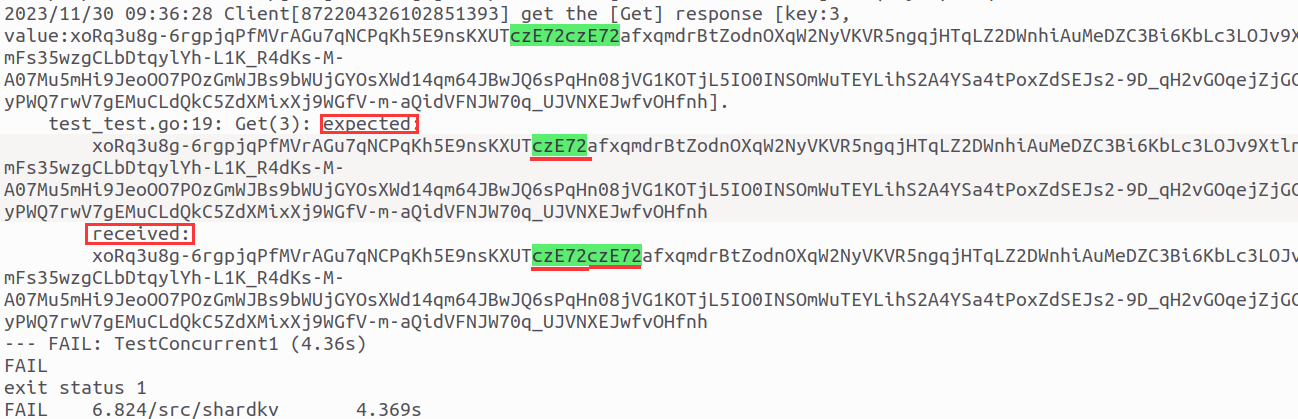 2023/11/30 09:36:28 Client[872204326102851393] get the [Get] response [key:3,
value:xoRq3u8g-6rgpjqPfMVrAGu7qNCPqKh5E9nsKXUTczE72czE72afxqmdrBtZodnOXqW2NyVKVR5ngqjHTqLZ2DWnhiAuMeDZC3Bi6KbLc3LOJv9X
mFs35wzgCLbDtqylYh-L1K_R4dKs-M-
A07Mu5mHi9JeoOO7POzGmWJBs9bWUjGYOsXWd14qm64JBwJQ6sPqHn08jVG1KOTjL5IO0INSOmWuTEYLihS2A4YSa4tPoxZdSEJs2-9D_qH2vGOqejZjGG
yPWQ7rwV7gEMuCLdQkC5ZdXMixXj9WGfV-m-aQidVFNJW70q_UJVNXEJwfvOHfnh].
test_test.go:19: Get(3): expected:
xoRq3u8g-6rgpjqPfMVrAGu7qNCPqKh5E9nsKXUTczE72afxqmdrBtZodnOXqW2NyVKVR5ngqjHTqLZ2DWnhiAuMeDZC3Bi6KbLc3LOJv9Xtlr
mFs35wzgCLbDtqylYh-L1K_R4dKs-M-
A07Mu5mHi9JeoOO7POzGmWJBs9bWUjGYOsXWd14qm64JBwJQ6sPqHn08jVG1KOTjL5IO0INSOmWuTEYLihS2A4YSa4tPoxZdSEJs2-9D_qH2vGOqejZjGG
yPWQ7rwV7gEMuCLdQkC5ZdXMixXj9WGfV-m-aQidVFNJW70q_UJVNXEJwfvOHfnh
received:
xoRq3u8g-6rgpjqPfMVrAGu7qNCPqKh5E9nsKXUTczE72czE72afxqmdrBtZodnOXqW2NyVKVR5ngqjHTqLZ2DWnhiAuMeDZC3Bi6KbLc3LOJv
mFs35wzgCLbDtqylYh-L1K_R4dKs-M-
A07Mu5mHi9JeoOO7POzGmWJBs9bWUjGYOsXWd14qm64JBwJQ6sPqHn08jVG1KOTjL5IO0INSOmWuTEYLihS2A4YSa4tPoxZdSEJs2-9D_qH2vGOqejZjGG
yPWQ7rwV7gEMuCLdQkC5ZdXMixXj9WGfV-m-aQidVFNJW70q_UJVNXEJwfvOHfnh
--- FAIL: TestConcurrent1 (4.36s)
FAIL
exit status 1
FAIL 6.824/src/shardkv 4.369s